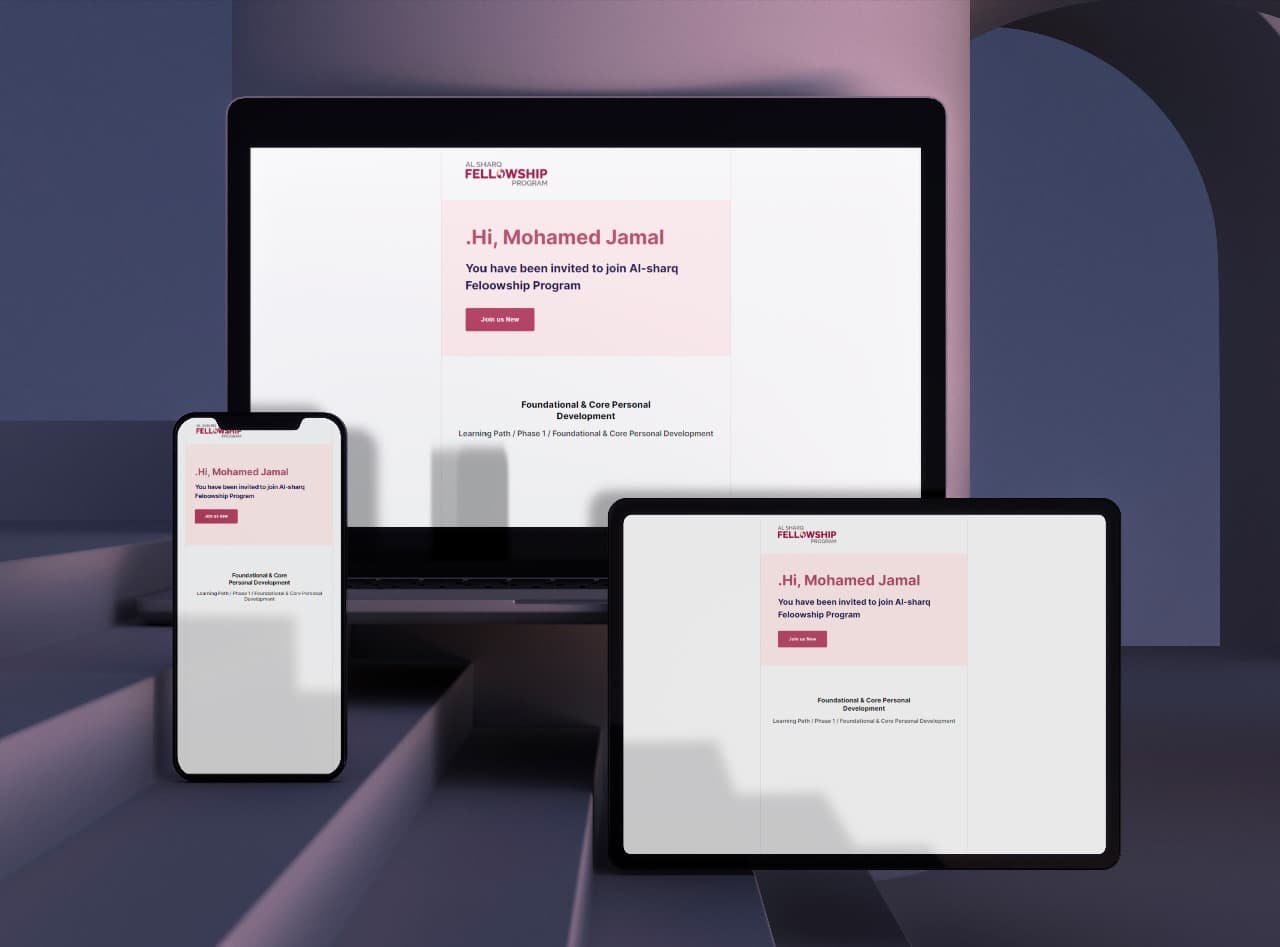 AL SHARQ
FELLOWSHIP
PROGRAM
.Hi, Mohamed Jamal
You have been invited to join Al-sharq
Feloowship Program
Join us New
Foundational & Core Personal
Development
Learning Path / Phase 1 / Foundational & Core Personal Development
AL SHARQ
FELLOWSHIP
PROGRAM
.Hi, Mohamed Jamal
You have been invited to join Al-sharq
Feloowship Program
Join us New
Foundational & Core
Personal Development
Learning Path / Phase 1 / Foundational & Core Personal
Development
AL SHARQ
FELLOWSHIP
PROGRAM
.Hi, Mohamed Jamal
You have been invited to join Al-sharq
Feloowship Program
Join us New
Foundational & Core Personal
Development
Learning Path / Phase 1 / Foundational & Core Personal Development